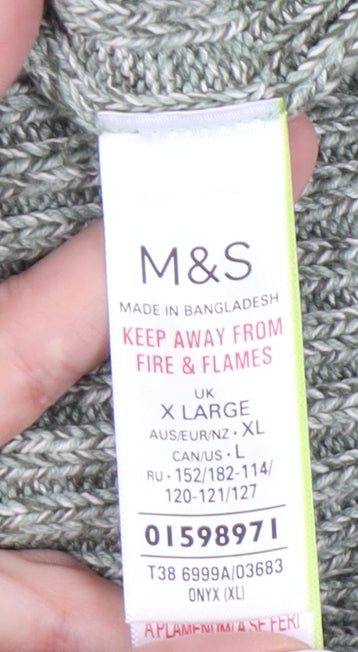 M&S
MADE IN BANGLADESH
KEEP AWAY FROM
FIRE & FLAMES
UK
X LARGE
AUS/EUR/NZ · XL
CAN/US · L
RU · 152/182-114/
120-121/127
01598971
T38 6999A/03683
ONYX (XL)